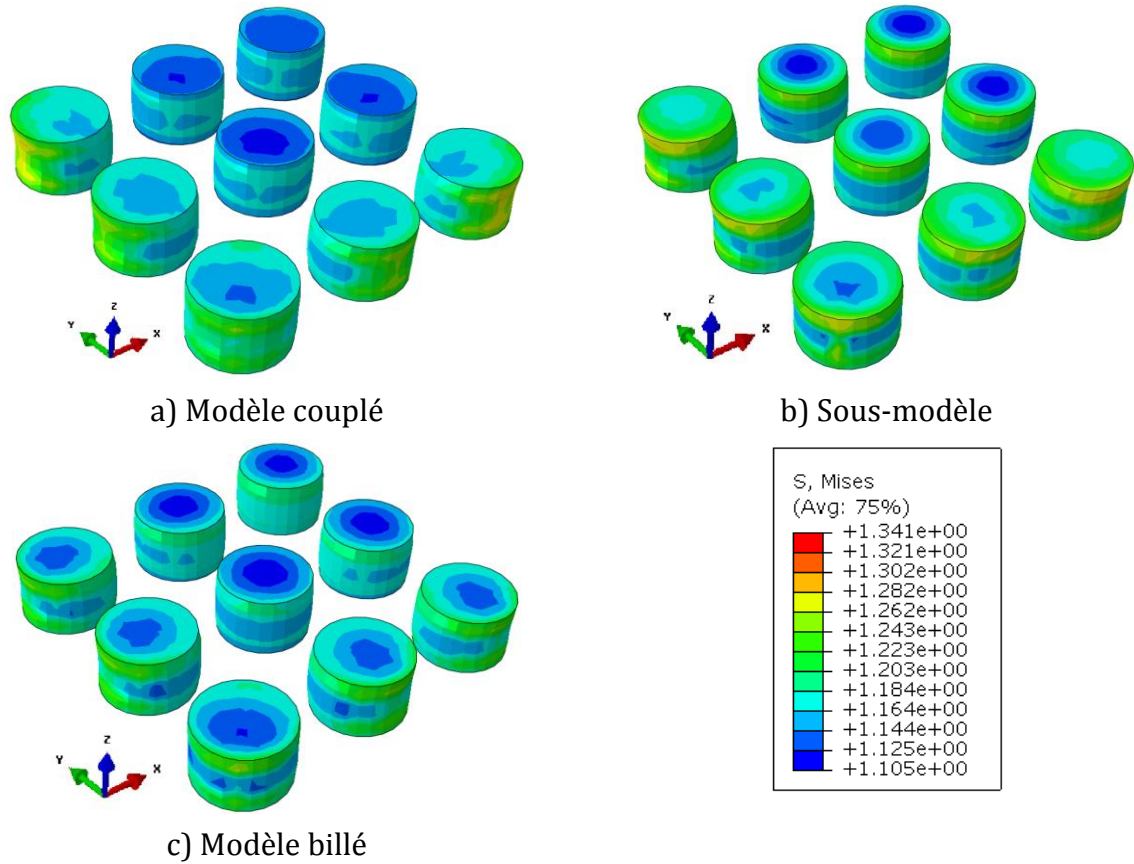 Z
Y
X
a) Modèle couplé
Z
Y
X
b) Sous-modèle
S, Mises
(Avg: 75%)
+1.341e+00
+1.321e+00
+1.302e+00
+1.282e+00
+1.262e+00
+1.243e+00
+1.223e+00
+1.203e+00
+1.184e+00
+1.164e+00
+1.144e+00
+1.125e+00
+1.105e+00
Z
Y
X
c) Modèle billé